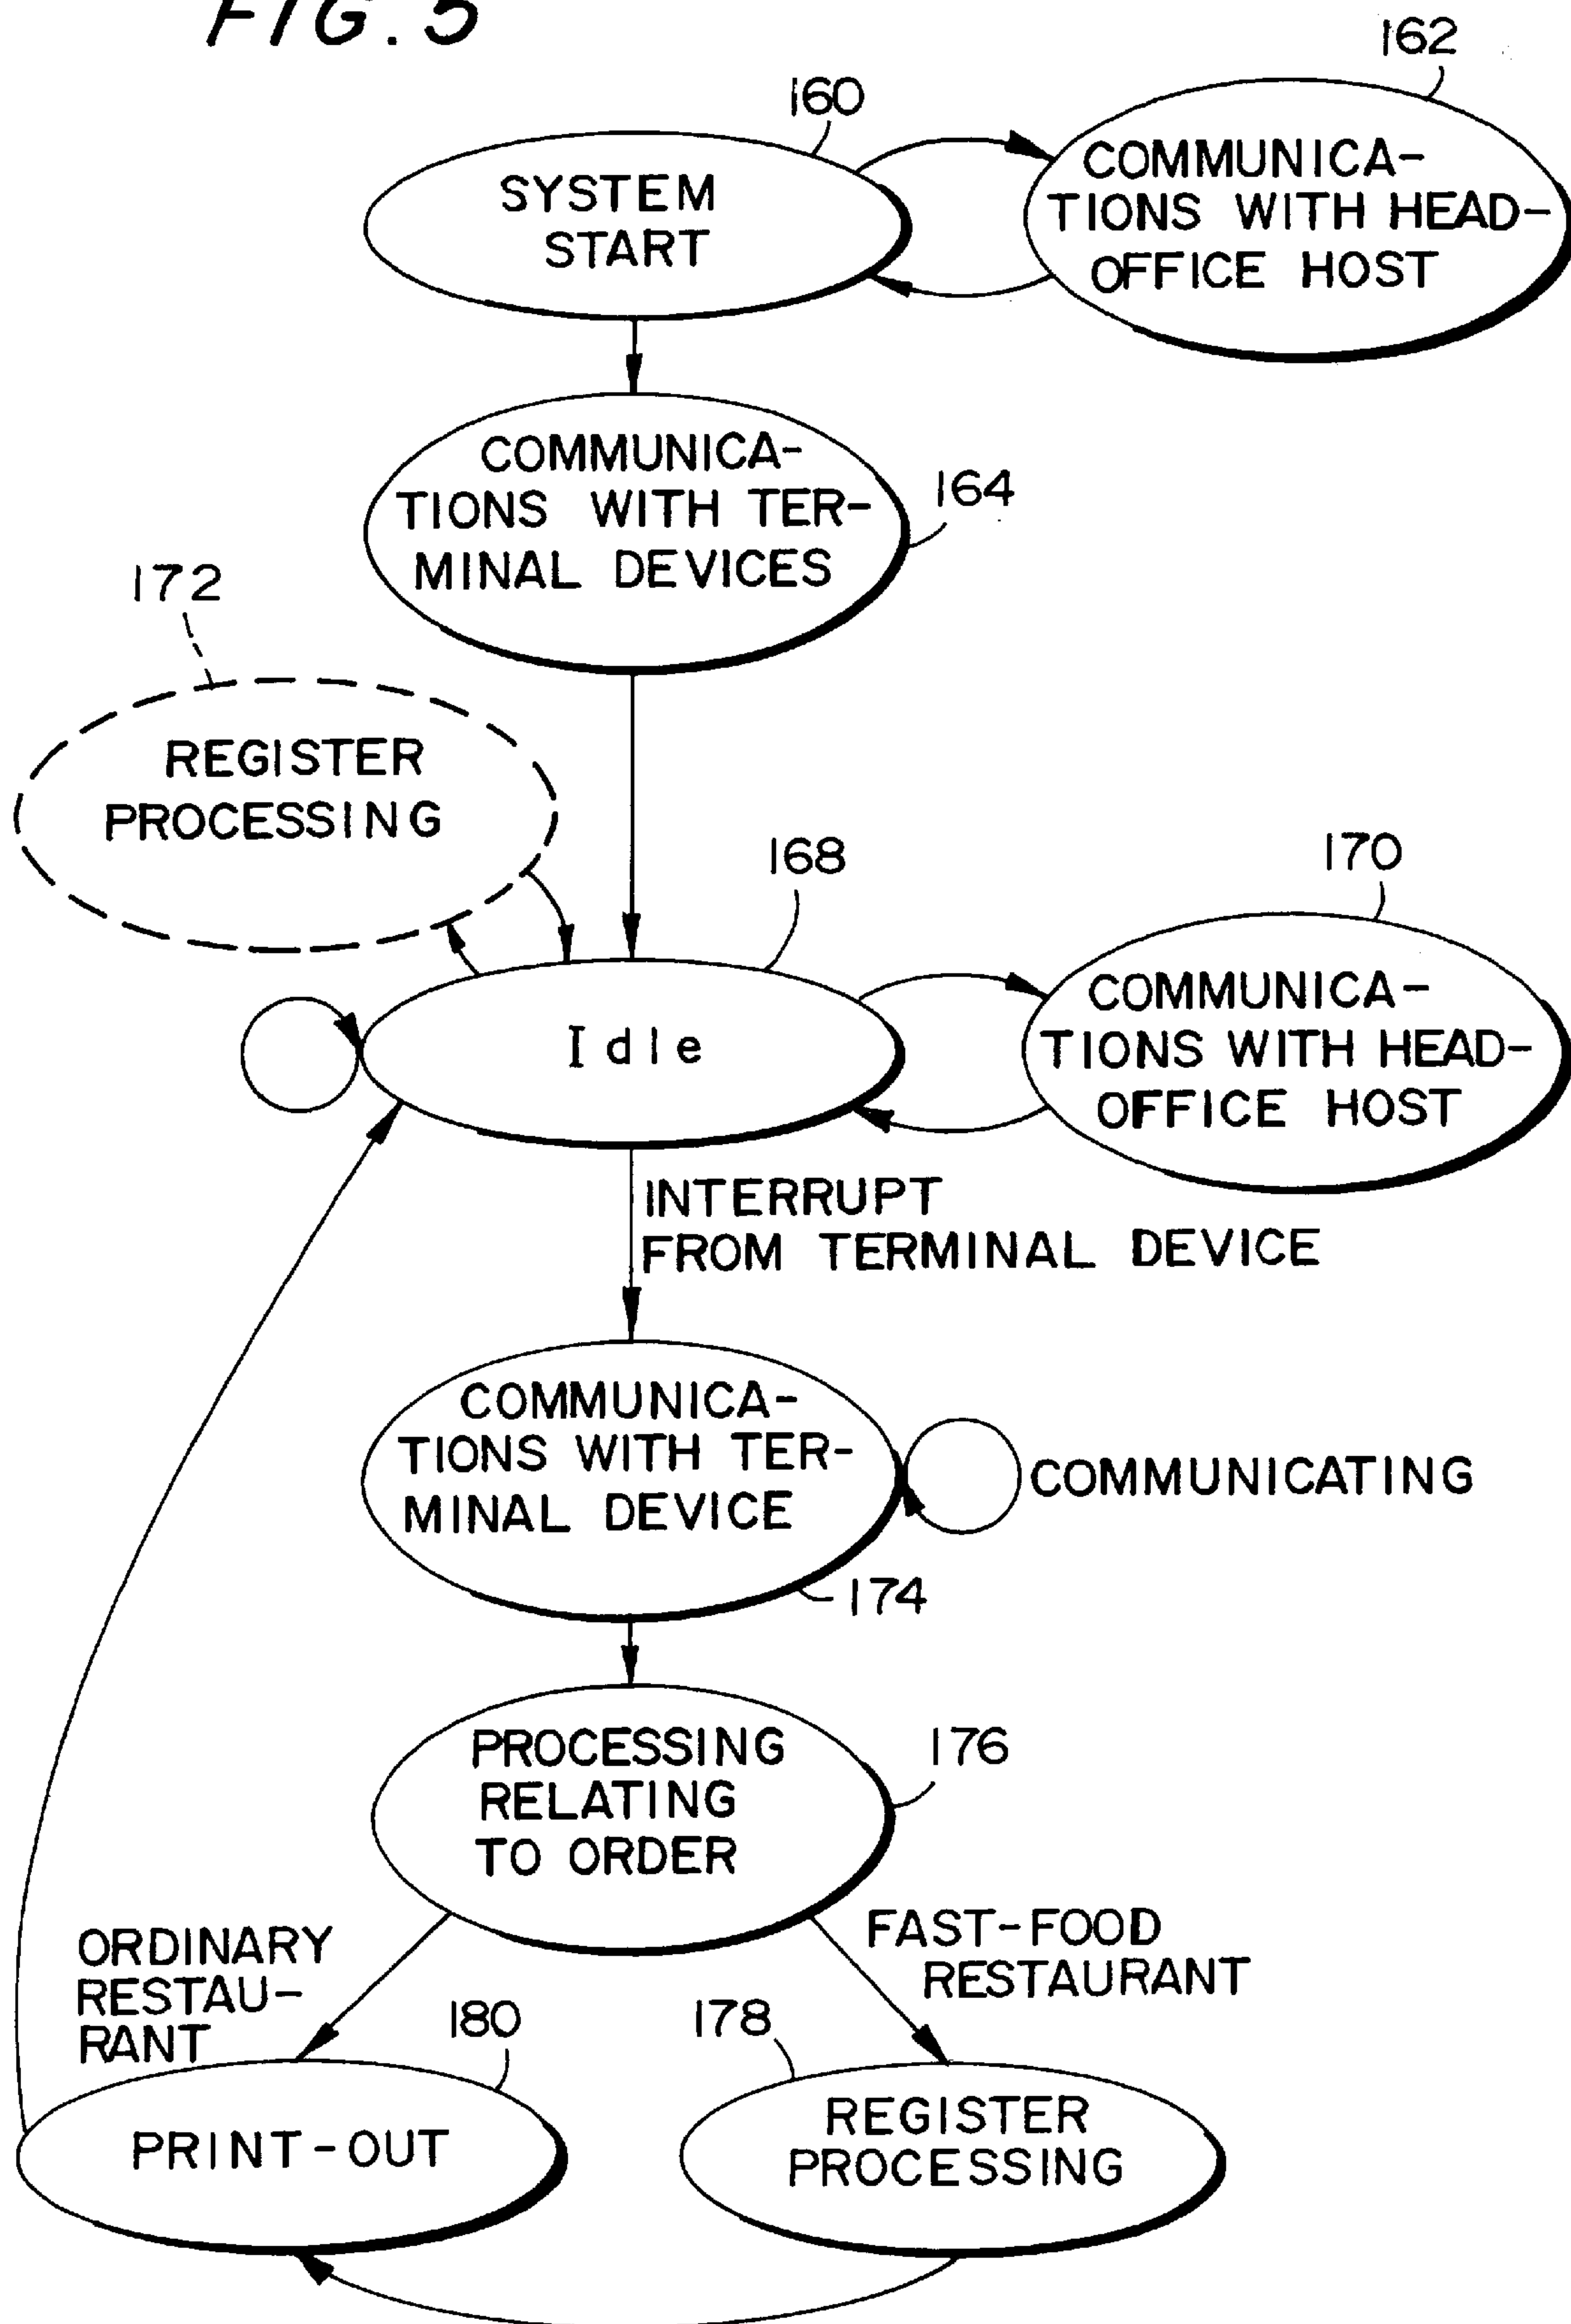 FIG. 5
162
160
SYSTEM
START
COMMUNICA-
TIONS WITH HEAD-
OFFICE HOST
COMMUNICA-
TIONS WITH TER-
MINAL DEVICES
164
172
REGISTER
PROCESSING
168
170
Idle
COMMUNICA-
TIONS WITH HEAD-
OFFICE HOST
INTERRUPT
FROM TERMINAL DEVICE
COMMUNICA-
TIONS WITH TER-
MINAL DEVICE
COMMUNICATING
174
PROCESSING
RELATING
TO ORDER
176
ORDINARY
RESTAU-
RANT
FAST-FOOD
RESTAURANT
180
178
PRINT-OUT
REGISTER
PROCESSING